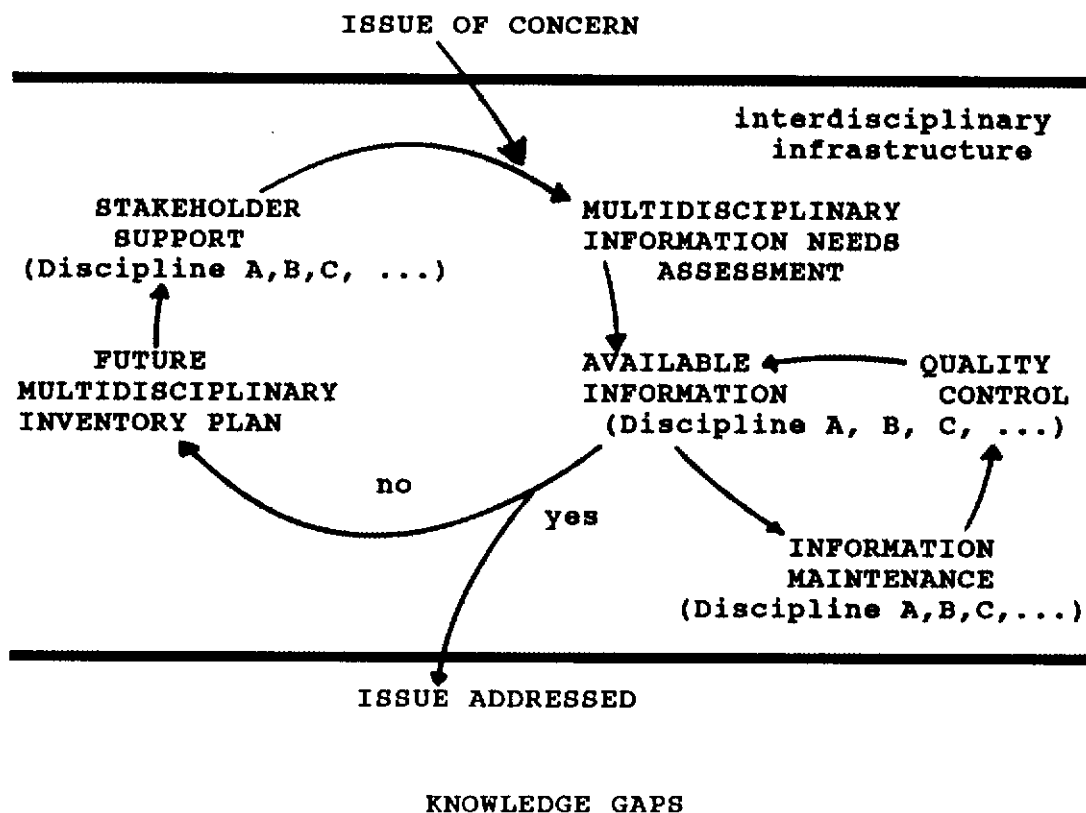 ISSUE OF CONCERN
interdisciplinary
infrastructure
STAKEHOLDER
SUPPORT
(Discipline A,B,C, ...)
MULTIDISCIPLINARY
INFORMATION NEEDS
ASSESSMENT
FUTURE
MULTIDISCIPLINARY
INVENTORY PLAN
AVAILABLE
INFORMATION
(Discipline A, B, C, ...)
QUALITY
CONTROL
no
yes
INFORMATION
MAINTENANCE
(Discipline A,B,C,...)
ISSUE ADDRESSED
KNOWLEDGE GAPS